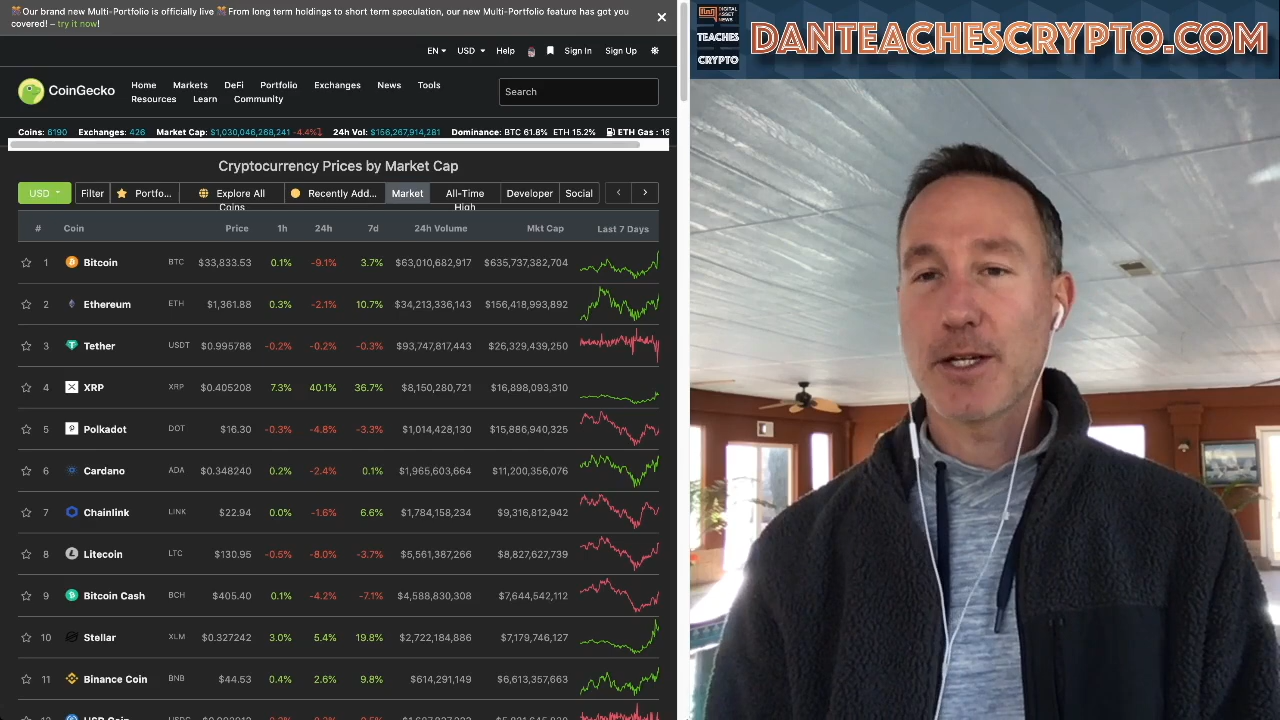 🎊Our brand new Multi-Portfolio is officially live 🎊From long term holdings to short term speculation, our new Multi-Portfolio feature has got you
covered! – try it now!
EN USD Help Sign In Sign Up
CoinGecko
Home Markets DeFi Portfolio Exchanges News Tools
Resources Learn Community
Search
Coins: 6190 Exchanges: 426 Market Cap: $1,030,046,268,241 -4.4% 24h Vol: $156,267,914,281 Dominance: BTC 61.8% ETH 15.2% ETH Gas : 16
Cryptocurrency Prices by Market Cap
USD Filter Portfo... Explore All Coins Recently Add... Market All-Time High Developer Social
# Coin Price 1h 24h 7d 24h Volume Mkt Cap Last 7 Days
1 Bitcoin BTC $33,833.53 0.1% -9.1% 3.7% $63,010,682,917 $635,737,382,704
2 Ethereum ETH $1,361.88 0.3% -2.1% 10.7% $34,213,336,143 $156,418,993,892
3 Tether USDT $0.995788 -0.2% -0.2% -0.3% $93,747,817,443 $26,329,439,250
4 XRP XRP $0.405208 7.3% 40.1% 36.7% $8,150,280,721 $16,898,093,310
5 Polkadot DOT $16.30 -0.3% -4.8% -3.3% $1,014,428,130 $15,886,940,325
6 Cardano ADA $0.348240 0.2% -2.4% 0.1% $1,965,603,664 $11,200,356,076
7 Chainlink LINK $22.94 0.0% -1.6% 6.6% $1,784,158,234 $9,316,812,942
8 Litecoin LTC $130.95 -0.5% -8.0% -3.7% $5,561,387,266 $8,827,627,739
9 Bitcoin Cash BCH $405.40 0.1% -4.2% -7.1% $4,588,830,308 $7,644,542,112
10 Stellar XLM $0.327242 3.0% 5.4% 19.8% $2,722,184,886 $7,179,746,127
11 Binance Coin BNB $44.53 0.4% 2.6% 9.8% $614,291,149 $6,613,357,663
DIGITAL
ASSET
NEWS
TEACHES
CRYPTO
DANTEACHESCRYPTO.COM